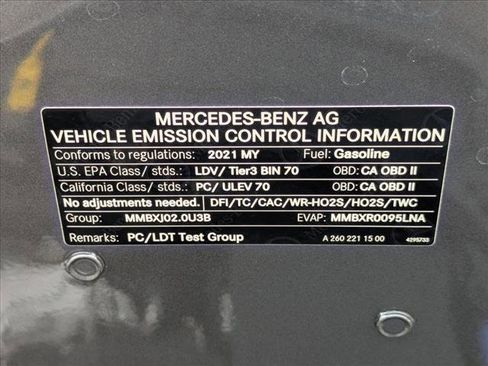 MERCEDES-BENZ AG
VEHICLE EMISSION CONTROL INFORMATION
Conforms to regulations: 2021 MY Fuel: Gasoline
U.S. EPA Class/ stds.: LDV/ Tier3 BIN 70 OBD: CA OBD II
California Class/ stds.: PC/ ULEV 70 OBD: CA OBD II
No adjustments needed. DFI/TC/CAC/WR-HO2S/HO2S/TWC
Group: MMBXJ02.0U3B EVAP: MMBXR0095LNA
Remarks: PC/LDT Test Group A 260 221 15 00 4295733